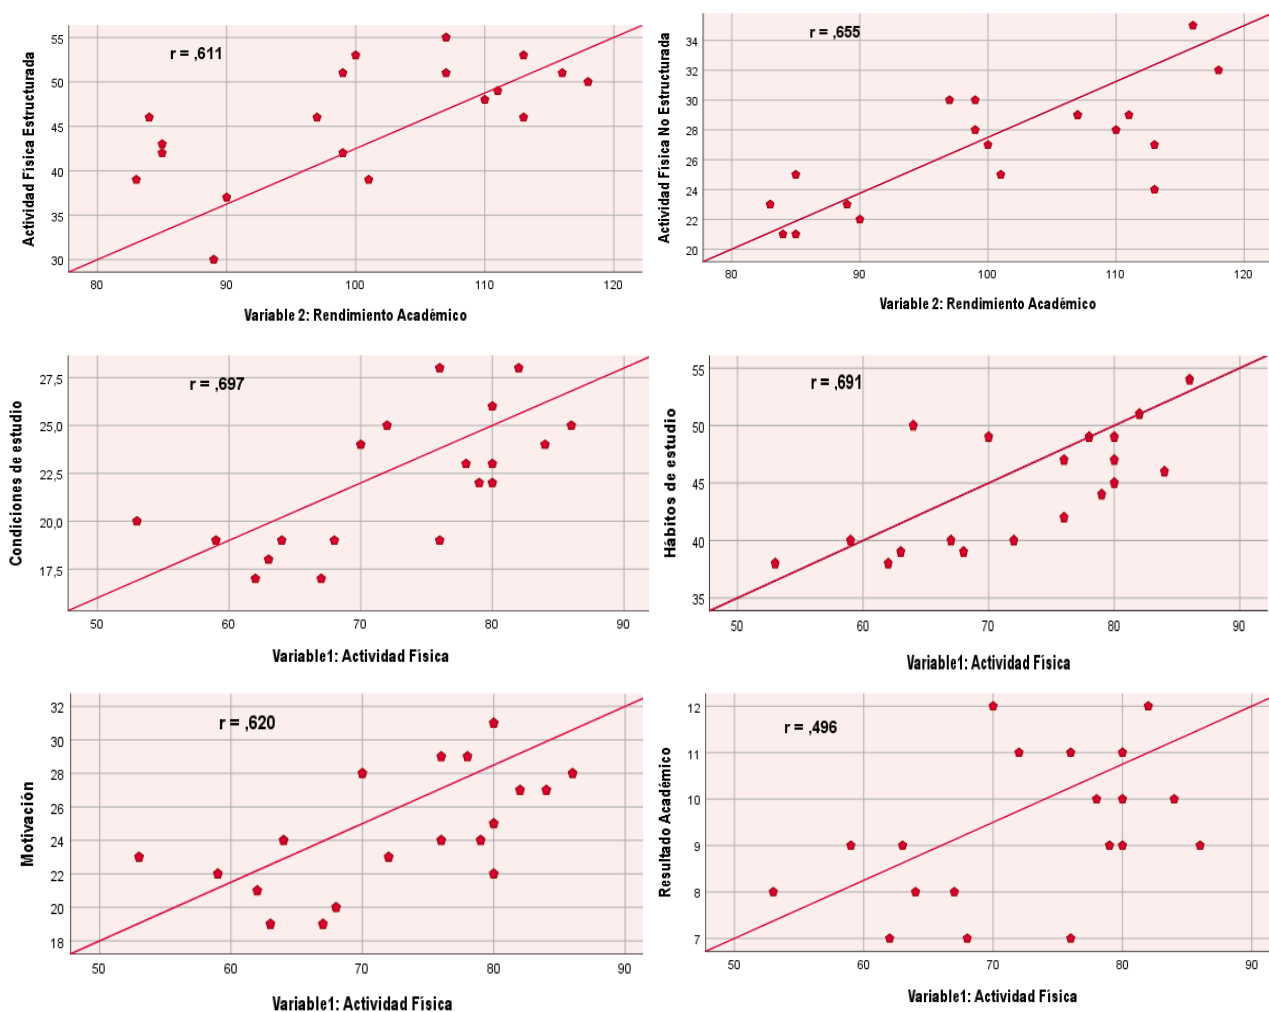 r = ,611
Actividad Física Estructurada
55
50
45
40
35
30
80 90 100 110 120
Variable 2: Rendimiento Académico
r = ,655
Actividad Física No Estructurada
34
32
30
28
26
24
22
20
80 90 100 110 120
Variable 2: Rendimiento Académico
r = ,697
Condiciones de estudio
27,5
25,0
22,5
20,0
17,5
50 60 70 80 90
Variable1: Actividad Física
r = ,691
Hábitos de estudio
55
50
45
40
35
50 60 70 80 90
Variable1: Actividad Física
r = ,620
Motivación
32
30
28
26
24
22
20
18
50 60 70 80 90
Variable1: Actividad Física
r = ,496
Resultado Académico
12
11
10
9
8
7
50 60 70 80 90
Variable1: Actividad Física